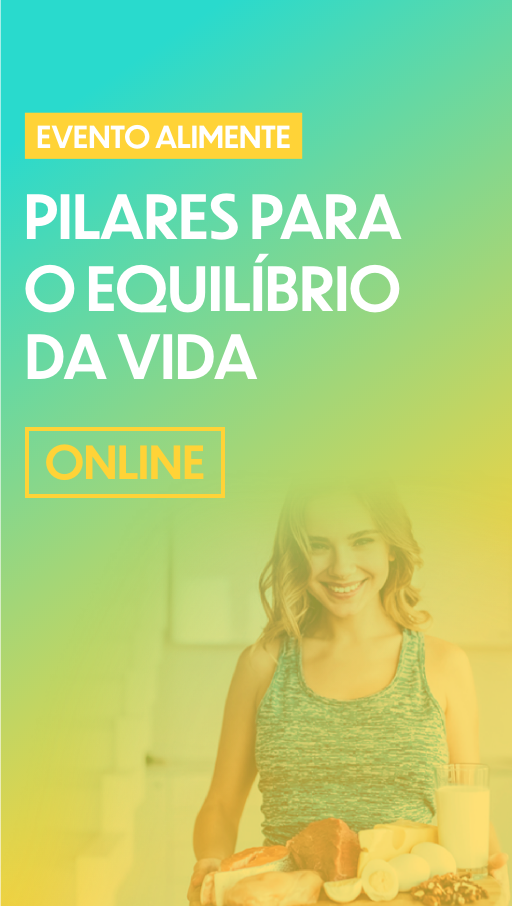 EVENTO ALIMENTE
PILARES PARA
O EQUILÍBRIO
DA VIDA
ONLINE